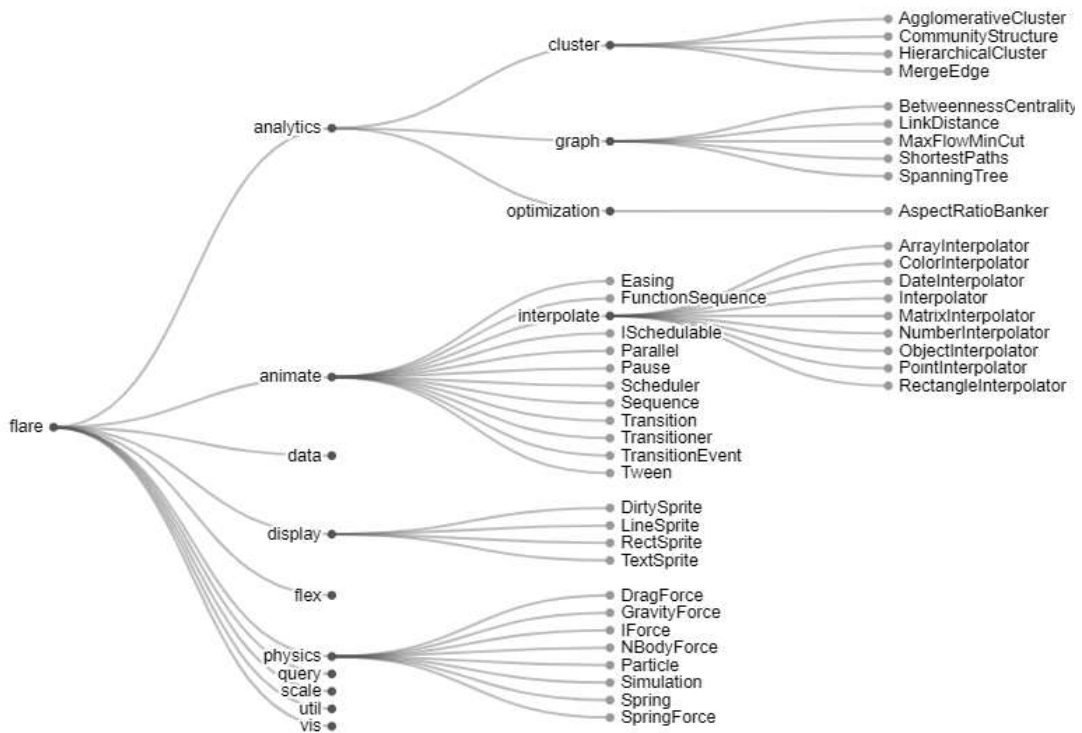 flare
analytics
cluster
AgglomerativeCluster
CommunityStructure
HierarchicalCluster
MergeEdge
graph
BetweennessCentrality
LinkDistance
MaxFlowMinCut
ShortestPaths
SpanningTree
optimization
AspectRatioBanker
animate
Easing
FunctionSequence
interpolate
ArrayInterpolator
ColorInterpolator
DateInterpolator
Interpolator
MatrixInterpolator
NumberInterpolator
ObjectInterpolator
PointInterpolator
RectangleInterpolator
ISchedulable
Parallel
Pause
Scheduler
Sequence
Transition
Transitioner
TransitionEvent
Tween
data
display
DirtySprite
LineSprite
RectSprite
TextSprite
flex
physics
DragForce
GravityForce
IForce
NBodyForce
Particle
Simulation
Spring
SpringForce
query
scale
util
vis